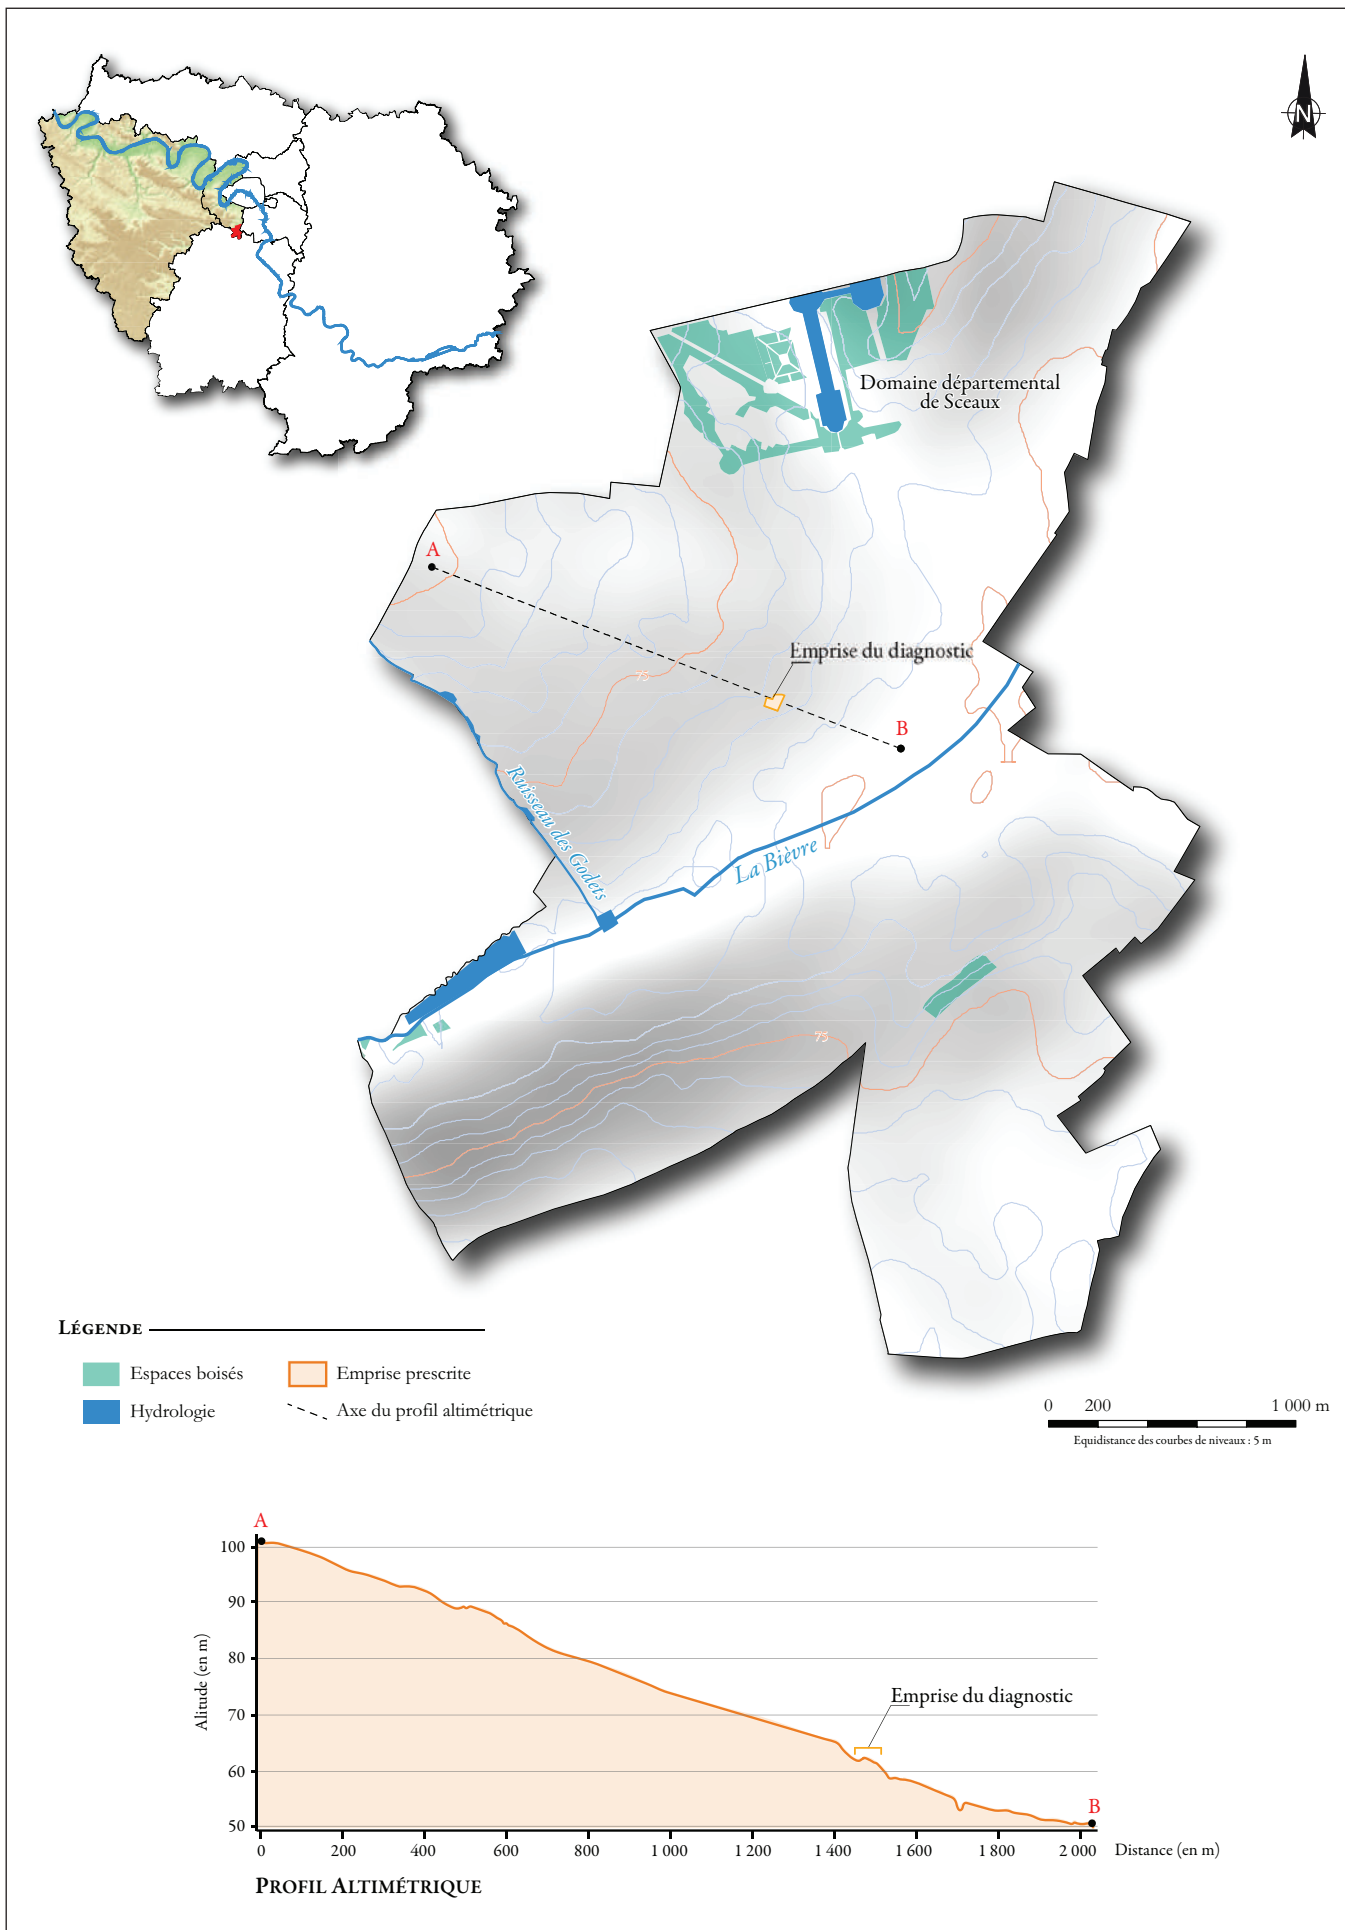 N
Domaine départemental
de Sceaux
A
Emprise du diagnostic
75
B
Ruisseau des Godets
La Bièvre
75
LÉGENDE
Espaces boisés
Emprise prescrite
Hydrologie
Axe du profil altimétrique
0 200 1 000 m
Equidistance des courbes de niveaux : 5 m
A
100
90
80
70
60
50
Altitude (en m)
Emprise du diagnostic
B
0 200 400 600 800 1 000 1 200 1 400 1 600 1 800 2 000 Distance (en m)
PROFIL ALTIMÉTRIQUE